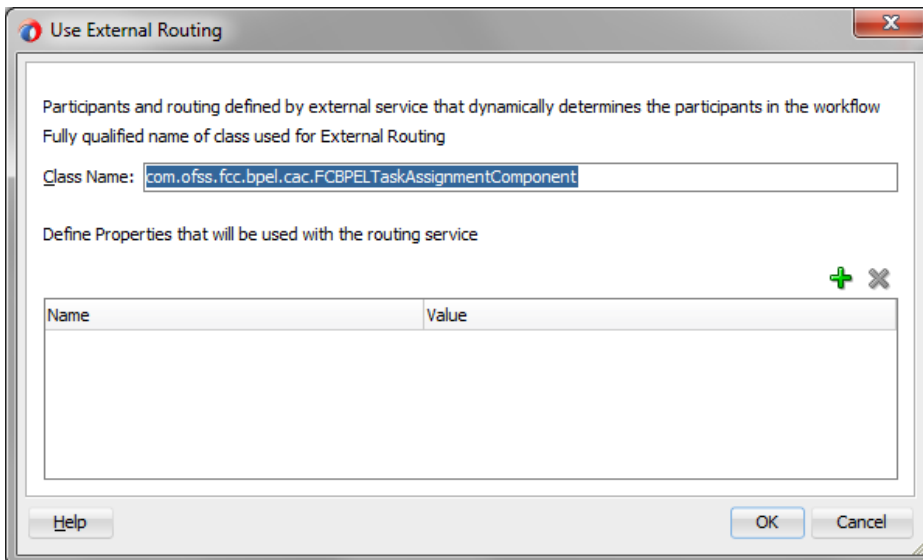 Use External Routing
Participants and routing defined by external service that dynamically determines the participants in the workflow
Fully qualified name of class used for External Routing
Class Name: com.ofss.fcc.bpel.cac.FCBPELTaskAssignmentComponent
Define Properties that will be used with the routing service
Name Value
Help OK Cancel